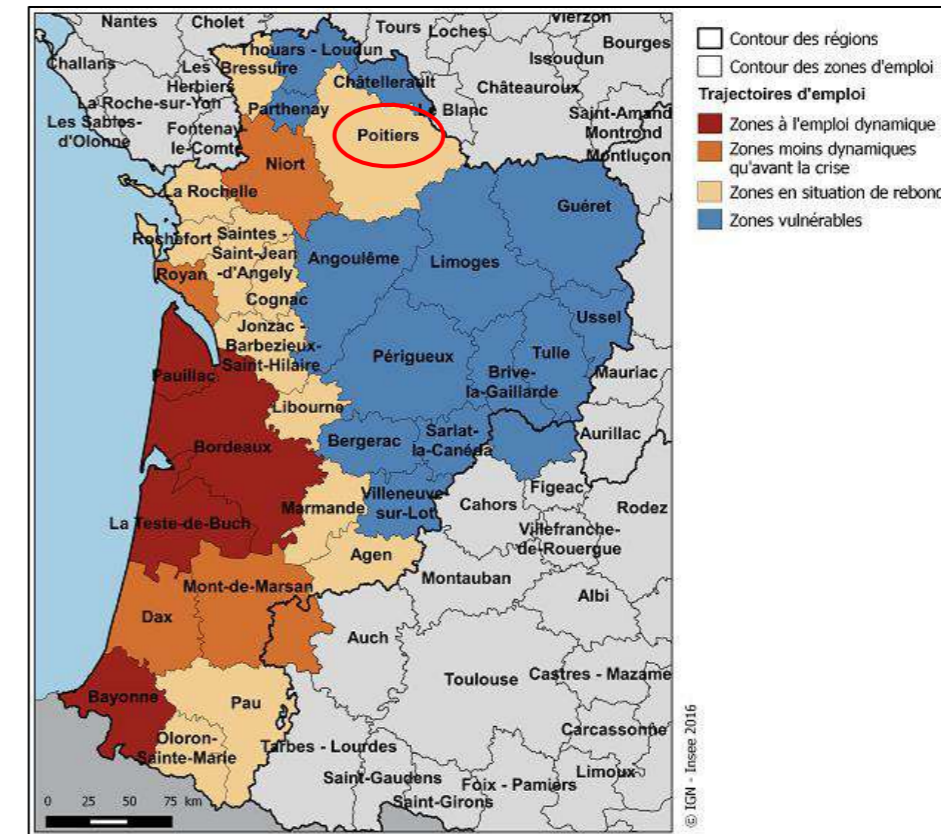 Nantes
Cholet
Tours
Loches
Vierzon
Bourges
Issoudun
Challans
Les
Herbiers
Bressuire
Thouars - Loudun
Châtellerault
Châteauroux
La Roche-sur-Yon
Parthenay
Le Blanc
Saint-Amand
Montrond
Les Sables-
d'Olonne
Fontenay-
le-Comte
Poitiers
Montluçon
Niort
La Rochelle
Guéret
Rochefort
Saintes -
Saint-Jean
-d'Angely
Angoulême
Limoges
Royan
Cognac
Ussel
Jonzac -
Barbezieux-
Saint-Hilaire
Périgueux
Tulle
Brive-
la-Gaillarde
Mauriac
Pauillac
Libourne
Bergerac
Sarlat-
la-Canéda
Aurillac
Bordeaux
Marmande
Villeneuve-
sur-Lot
Cahors
Figeac
Rodez
La Teste-de-Buch
Villefranche-
de-Rouergue
Agen
Montauban
Mont-de-Marsan
Albi
Dax
Auch
Toulouse
Castres - Mazame
Bayonne
Pau
Carcassonne
Oloron-
Sainte-Marie
Tarbes - Lourdes
Saint-Gaudens
Saint-Girons
Foix - Pamiers
Limoux
0 25 50 75 km
Contour des régions
Contour des zones d'emploi
Trajectoires d'emploi
Zones à l'emploi dynamique
Zones moins dynamiques
qu'avant la crise
Zones en situation de rebond
Zones vulnérables
© IGN - Insee 2016